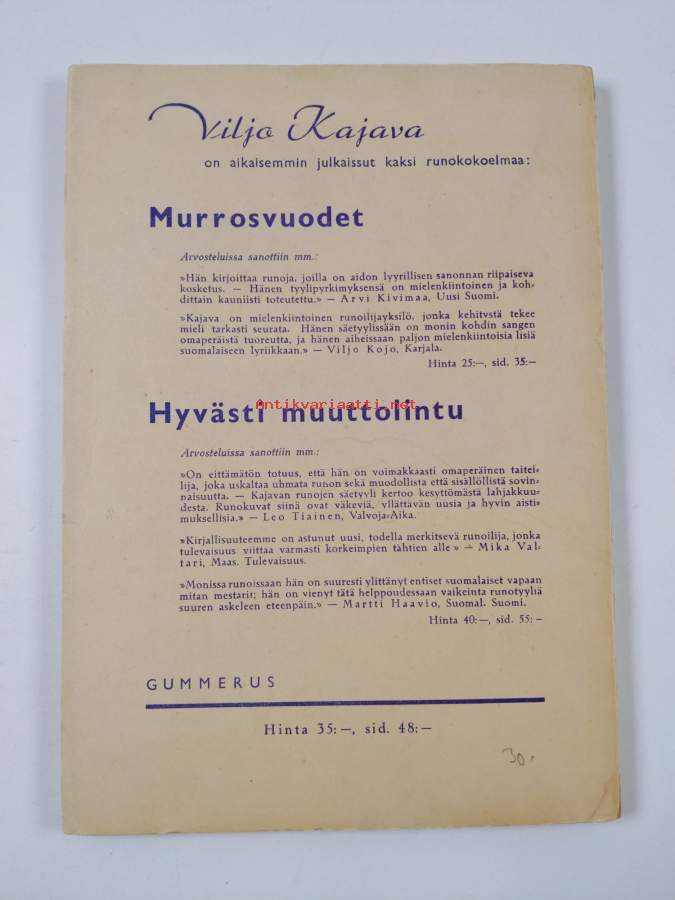 Viljo Kajava
on aikaisemmin julkaissut kaksi runokokoelmaa:
Murrosvuodet
Arvosteluissa sanottiin mm.:
»Hän kirjoittaa runoja, joilla on aidon lyyrillisen sanonnan riipaiseva
kosketus. — Hänen tyylipyrkimyksensä on mielenkiintoinen ja koh-
dittain kauniisti toteutettu.» — Arvi Kivimaa, Uusi Suomi.
»Kajava on mielenkiintoinen runoilijayksilö, jonka kehitystä tekee
mieli tarkasti seurata. Hänen säetyylissään on monin kohdin sangen
omaperäistä tuoreutta, ja hänen aiheissaan paljon mielenkiintoisia lisiä
suomalaiseen lyriikkaan.» — Viljo Kojo, Karjala.
Hinta 25:—, sid. 35:—
Antikvariaatti.net
Hyvästi muuttolintu
Arvosteluissa sanottiin mm.:
»On eittämätön totuus, että hän on voimakkaasti omaperäinen taitei-
lija, joka uskaltaa uhmata runon sekä muodollista että sisällöllistä sovin-
naisuutta. — Kajavan runojen säetyyli kertoo kesyttömästä lahjakkuu-
desta. Runokuvat siinä ovat väkeviä, yllättävän uusia ja hyvin aisti-
muksellisia.» — Leo Tiainen, Valvoja-Aika.
»Kirjallisuuteemme on astunut uusi, todella merkitsevä runoilija, jonka
tulevaisuus viittaa varmasti korkeimpien tähtien alle» — Mika Val-
tari, Maas. Tulevaisuus.
»Monissa runoissaan hän on suuresti ylittänyt entiset suomalaiset vapaan
mitan mestarit; hän on vienyt tätä helppoudessaan vaikeinta runotyyliä
suuren askeleen eteenpäin.» — Martti Haavio, Suomal. Suomi.
Hinta 40:—, sid. 55:—
GUMMERUS
Hinta 35:—, sid. 48:—
30.